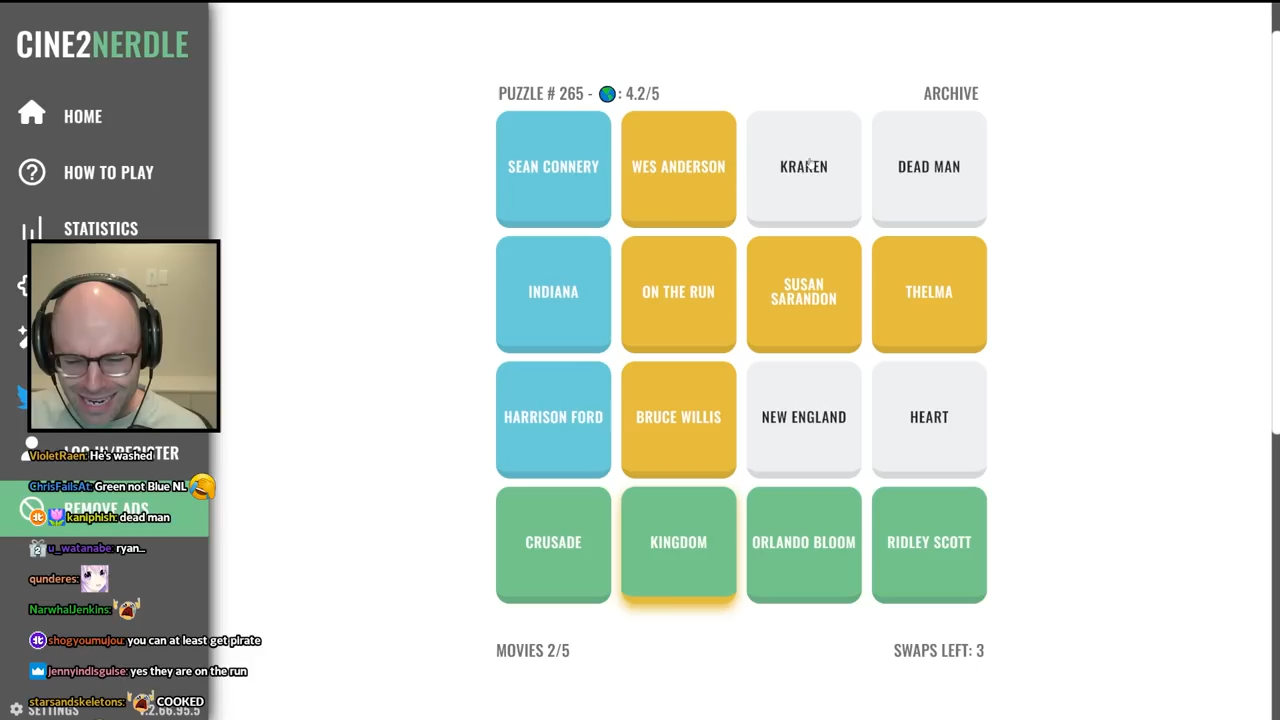 CINE2NERDLE
HOME
HOW TO PLAY
STATISTICS
REMOVE ADS
SETTINGS
VioletRaen: He's washed
ChrisFailsAt: Green not Blue NL
kaniphish: dead man
u_watanabe: ryan...
qunderes:
NarwhalJenkins:
shogyoumujou: you can at least get pirate
jennyindisguise: yes they are on the run
starsandskeletons: COOKED
PUZZLE # 265 - : 4.2/5
ARCHIVE
SEAN CONNERY
WES ANDERSON
KRAKEN
DEAD MAN
INDIANA
ON THE RUN
SUSAN
SARANDON
THELMA
HARRISON FORD
BRUCE WILLIS
NEW ENGLAND
HEART
CRUSADE
KINGDOM
ORLANDO BLOOM
RIDLEY SCOTT
MOVIES 2/5
SWAPS LEFT: 3